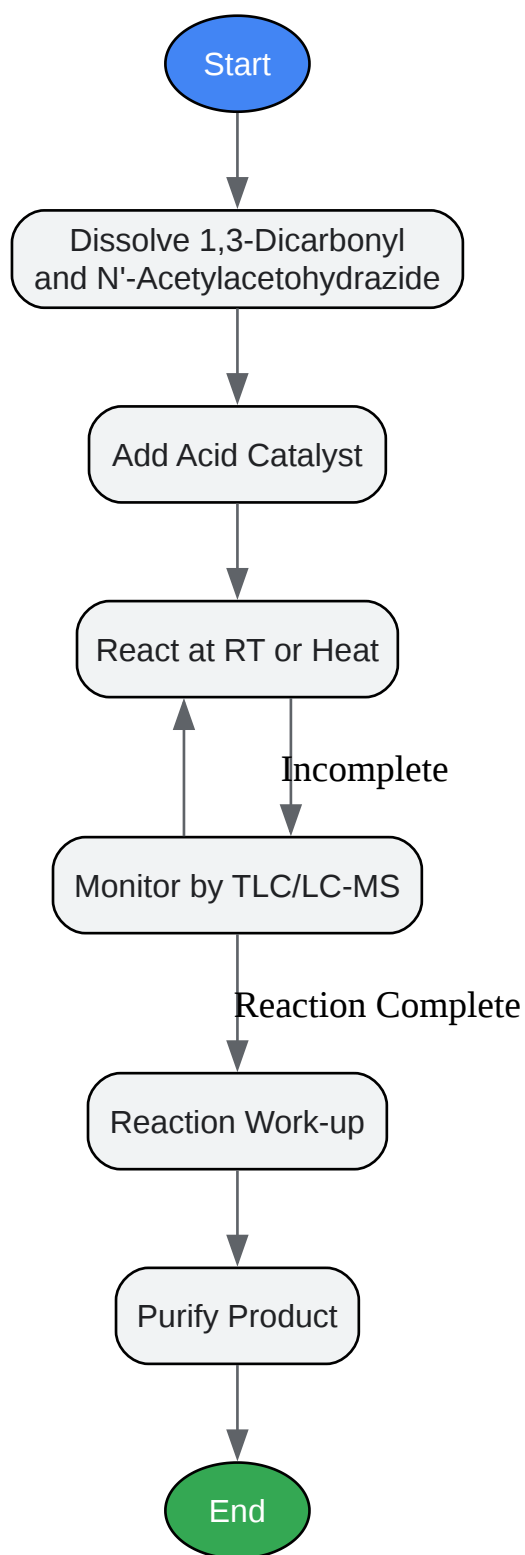 Start
Dissolve 1,3-Dicarbonyl
and N'-Acetylacetohydrazide
Add Acid Catalyst
React at RT or Heat
Incomplete
Monitor by TLC/LC-MS
Reaction Complete
Reaction Work-up
Purify Product
End